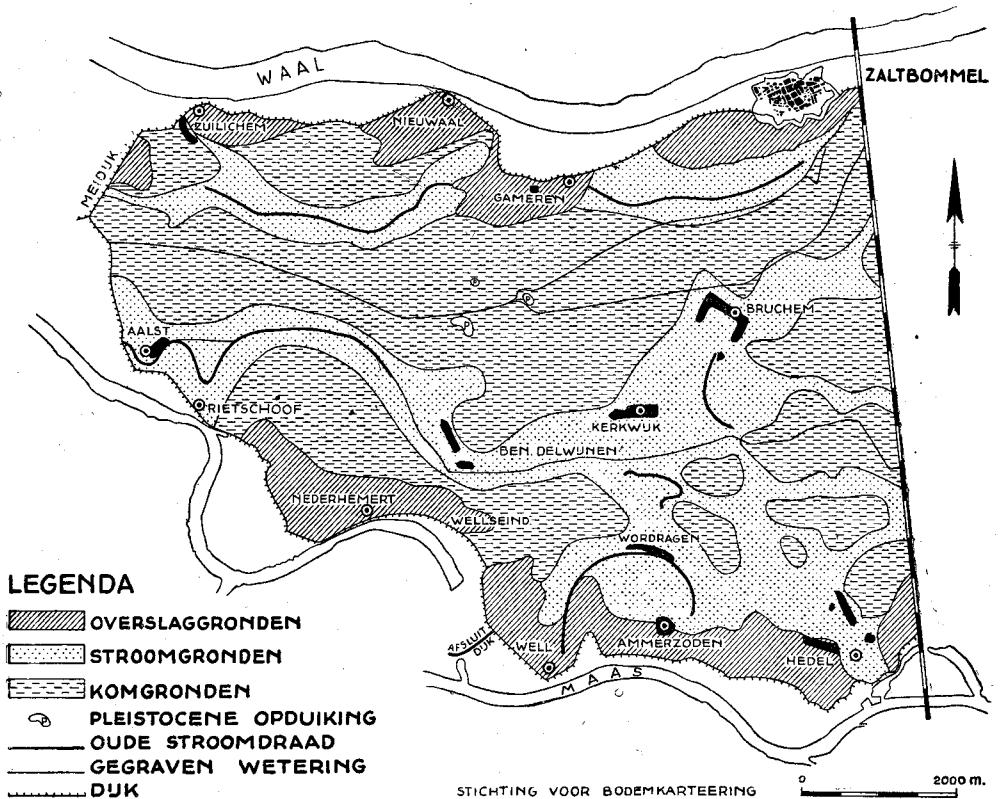 WAAL
ZALTBOMMEL
ZUILICHEM
NIEUWAAL
MEIDIJK
GAMEREN
P
P
P
BRUCHEM
AALST
RIETSCHOOF
KERKWIJK
BEN. DELWIJNEN
NEDERHEMERT
WELLSEIND
WORDRAGEN
AFSLUIT
DIJK
WELL
AMMERZODEN
HEDEL
MAAS
LEGENDA
OVERSLAGGRONDEN
STROOMGRONDEN
KOMGRONDEN
P PLEISTOCENE OPDUIKING
OUDE STROOMDRAAD
GEGRAVEN WETERING
DIJK
STICHTING VOOR BODEMKARTEERING
0 2000 m.